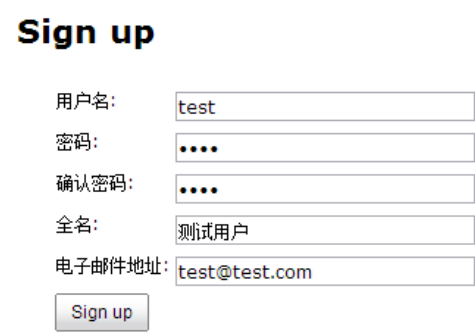 Sign up
用户名: test
密码: ••••
确认密码: ••••
全名: 测试用户
电子邮件地址: test@test.com
Sign up